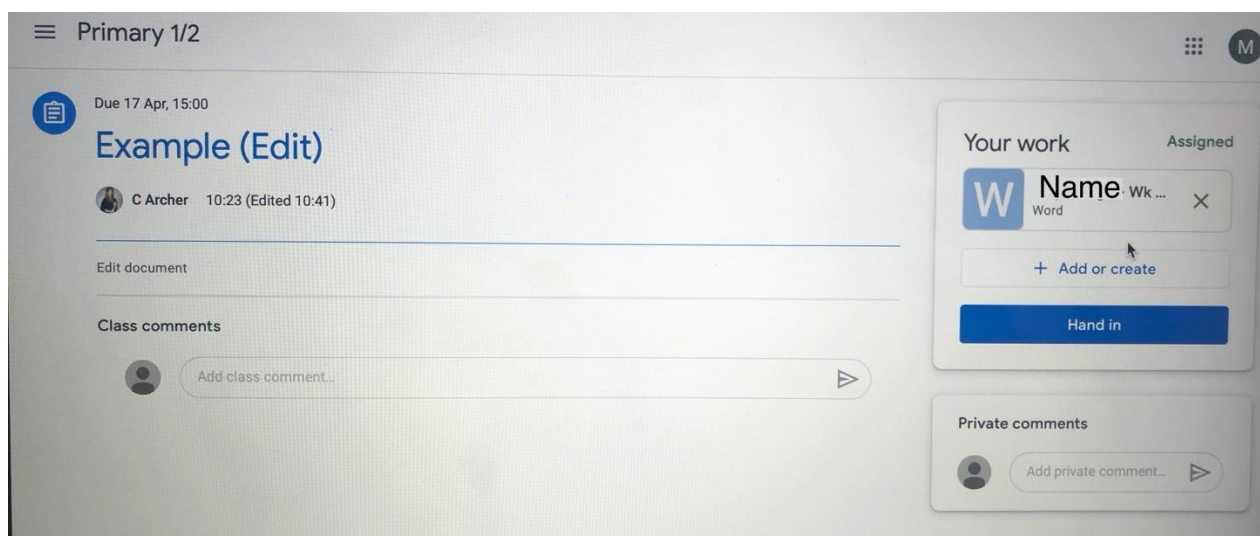 Primary 1/2
M
Due 17 Apr, 15:00
Example (Edit)
C Archer 10:23 (Edited 10:41)
Edit document
Class comments
Add class comment...
Your work Assigned
W Name Wk ...
Word
+ Add or create
Hand in
Private comments
Add private comment...